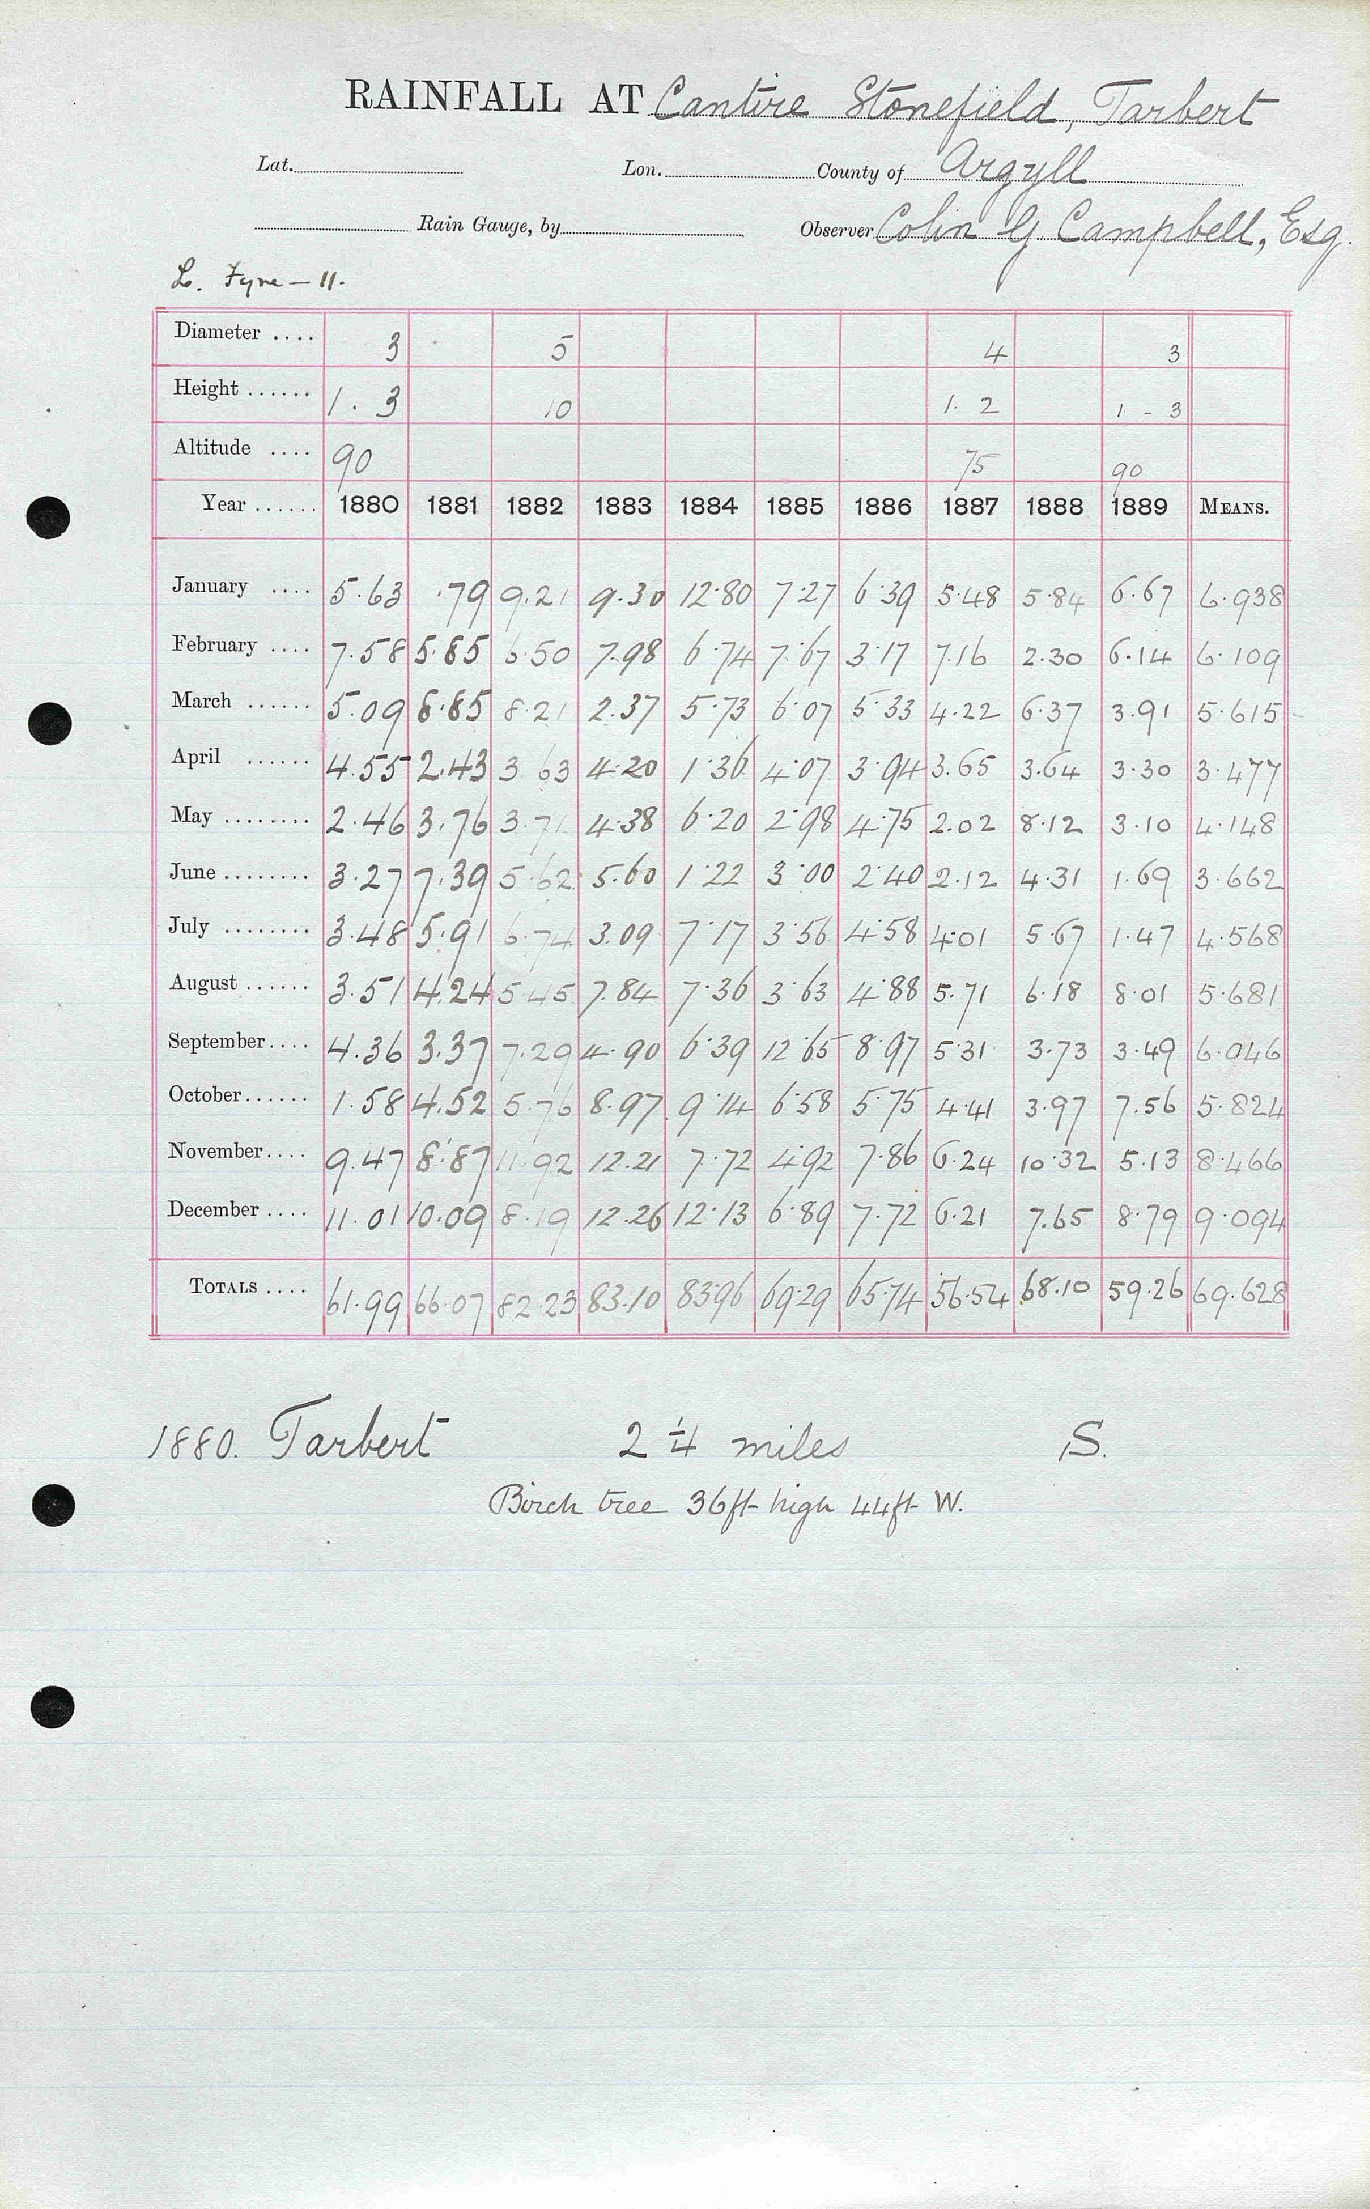 RAINFALL AT Cantire Stonefield, Tarbert
Lat. Lon. County of Argyll
Rain Gauge, by Observer Colin G. Campbell, Esq.
L. Fyne – 11.
Diameter .... 3 5 4 3
Height ...... 1 . 3 10 1. 2 1 - 3
Altitude .... 90 75 90
Year ...... 1880 1881 1882 1883 1884 1885 1886 1887 1888 1889 MEANS.
January .... 5.63 .79 9.21 9.30 12.80 7.27 6.39 5.48 5.84 6.67 6.938
February .... 7.58 5.85 6.50 7.98 6.74 7.67 3.17 7.16 2.30 6.14 6.109
March ...... 5.09 8.85 8.21 2.37 5.73 6.07 5.33 4.22 6.37 3.91 5.615
April ...... 4.55 2.43 3.63 4.20 1.36 4.07 3.94 3.65 3.64 3.30 3.477
May ........ 2.46 3.76 3.71 4.38 6.20 2.98 4.75 2.02 8.12 3.10 4.148
June ........ 3.27 7.39 5.62 5.60 1.22 3.00 2.40 2.12 4.31 1.69 3.662
July ........ 3.48 5.91 6.74 3.09 7.17 3.56 4.58 4.01 5.67 1.47 4.568
August ...... 3.51 4.24 5.45 7.84 7.36 3.63 4.88 5.71 6.18 8.01 5.681
September.... 4.36 3.37 7.29 4.90 6.39 12.65 8.97 5.31 3.73 3.49 6.046
October...... 1.58 4.52 5.76 8.97 9.14 6.58 5.75 4.41 3.97 7.56 5.824
November.... 9.47 8.87 11.92 12.21 7.72 4.92 7.86 6.24 10.32 5.13 8.466
December .... 11.01 10.09 8.19 12.26 12.13 6.89 7.72 6.21 7.65 8.79 9.094
TOTALS .... 61.99 66.07 82.23 83.10 83.96 69.29 65.74 56.54 68.10 59.26 69.628
1880. Tarbert 2 1/4 miles S.
Birch tree 36ft high 44ft W.